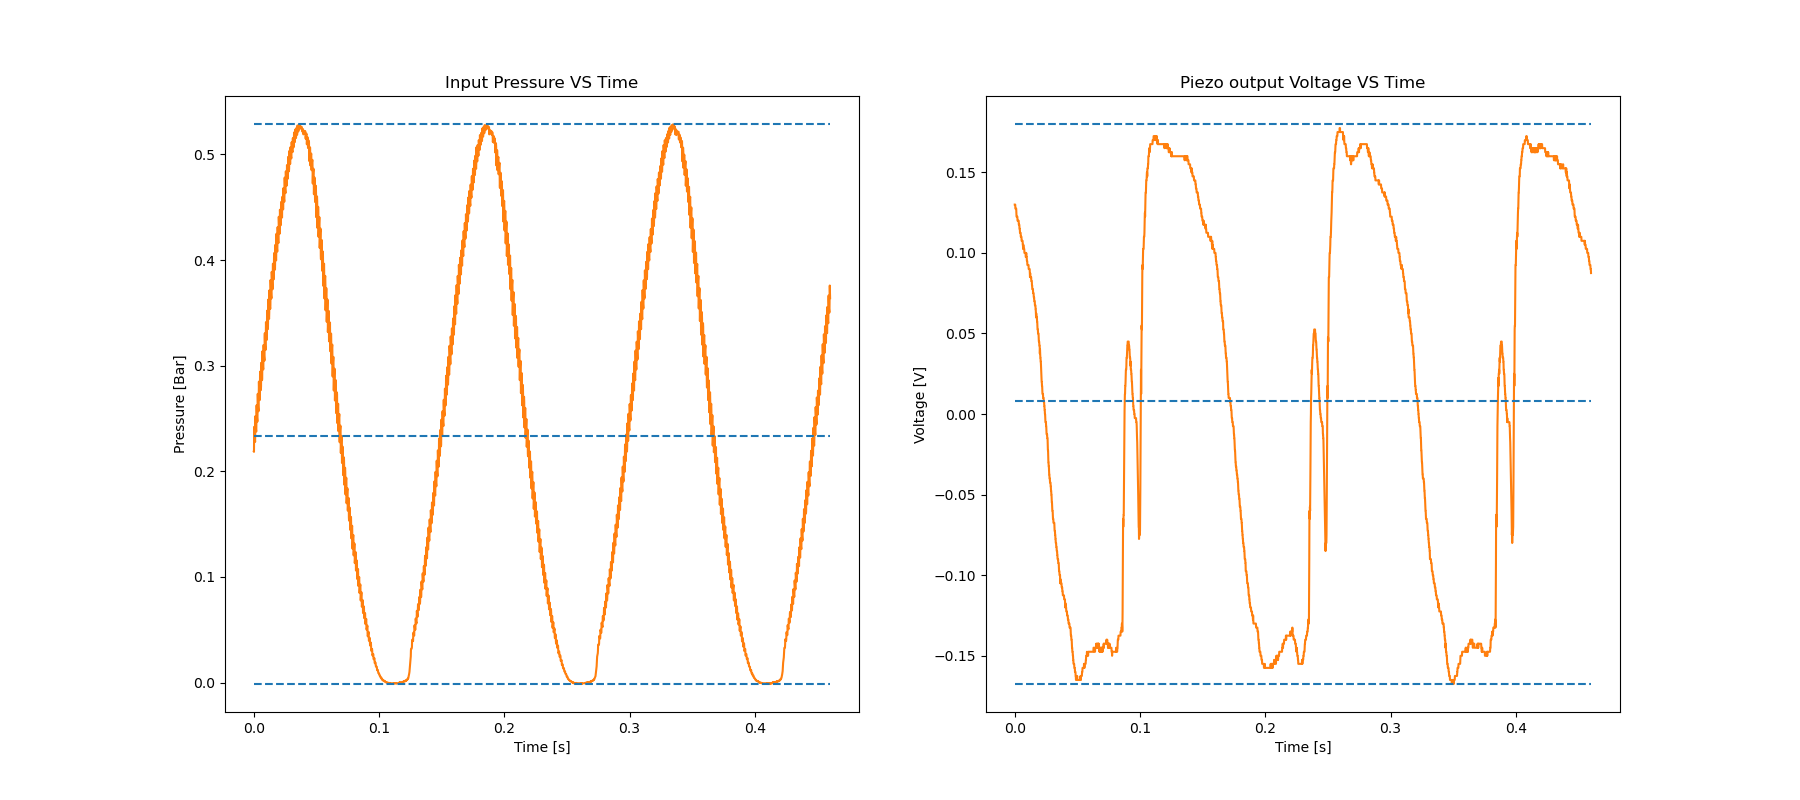 Input Pressure VS Time
Pressure [Bar]
0.5
0.4
0.3
0.2
0.1
0.0
0.0 0.1 0.2 0.3 0.4
Time [s]
Piezo output Voltage VS Time
Voltage [V]
0.15
0.10
0.05
0.00
−0.05
−0.10
−0.15
0.0 0.1 0.2 0.3 0.4
Time [s]